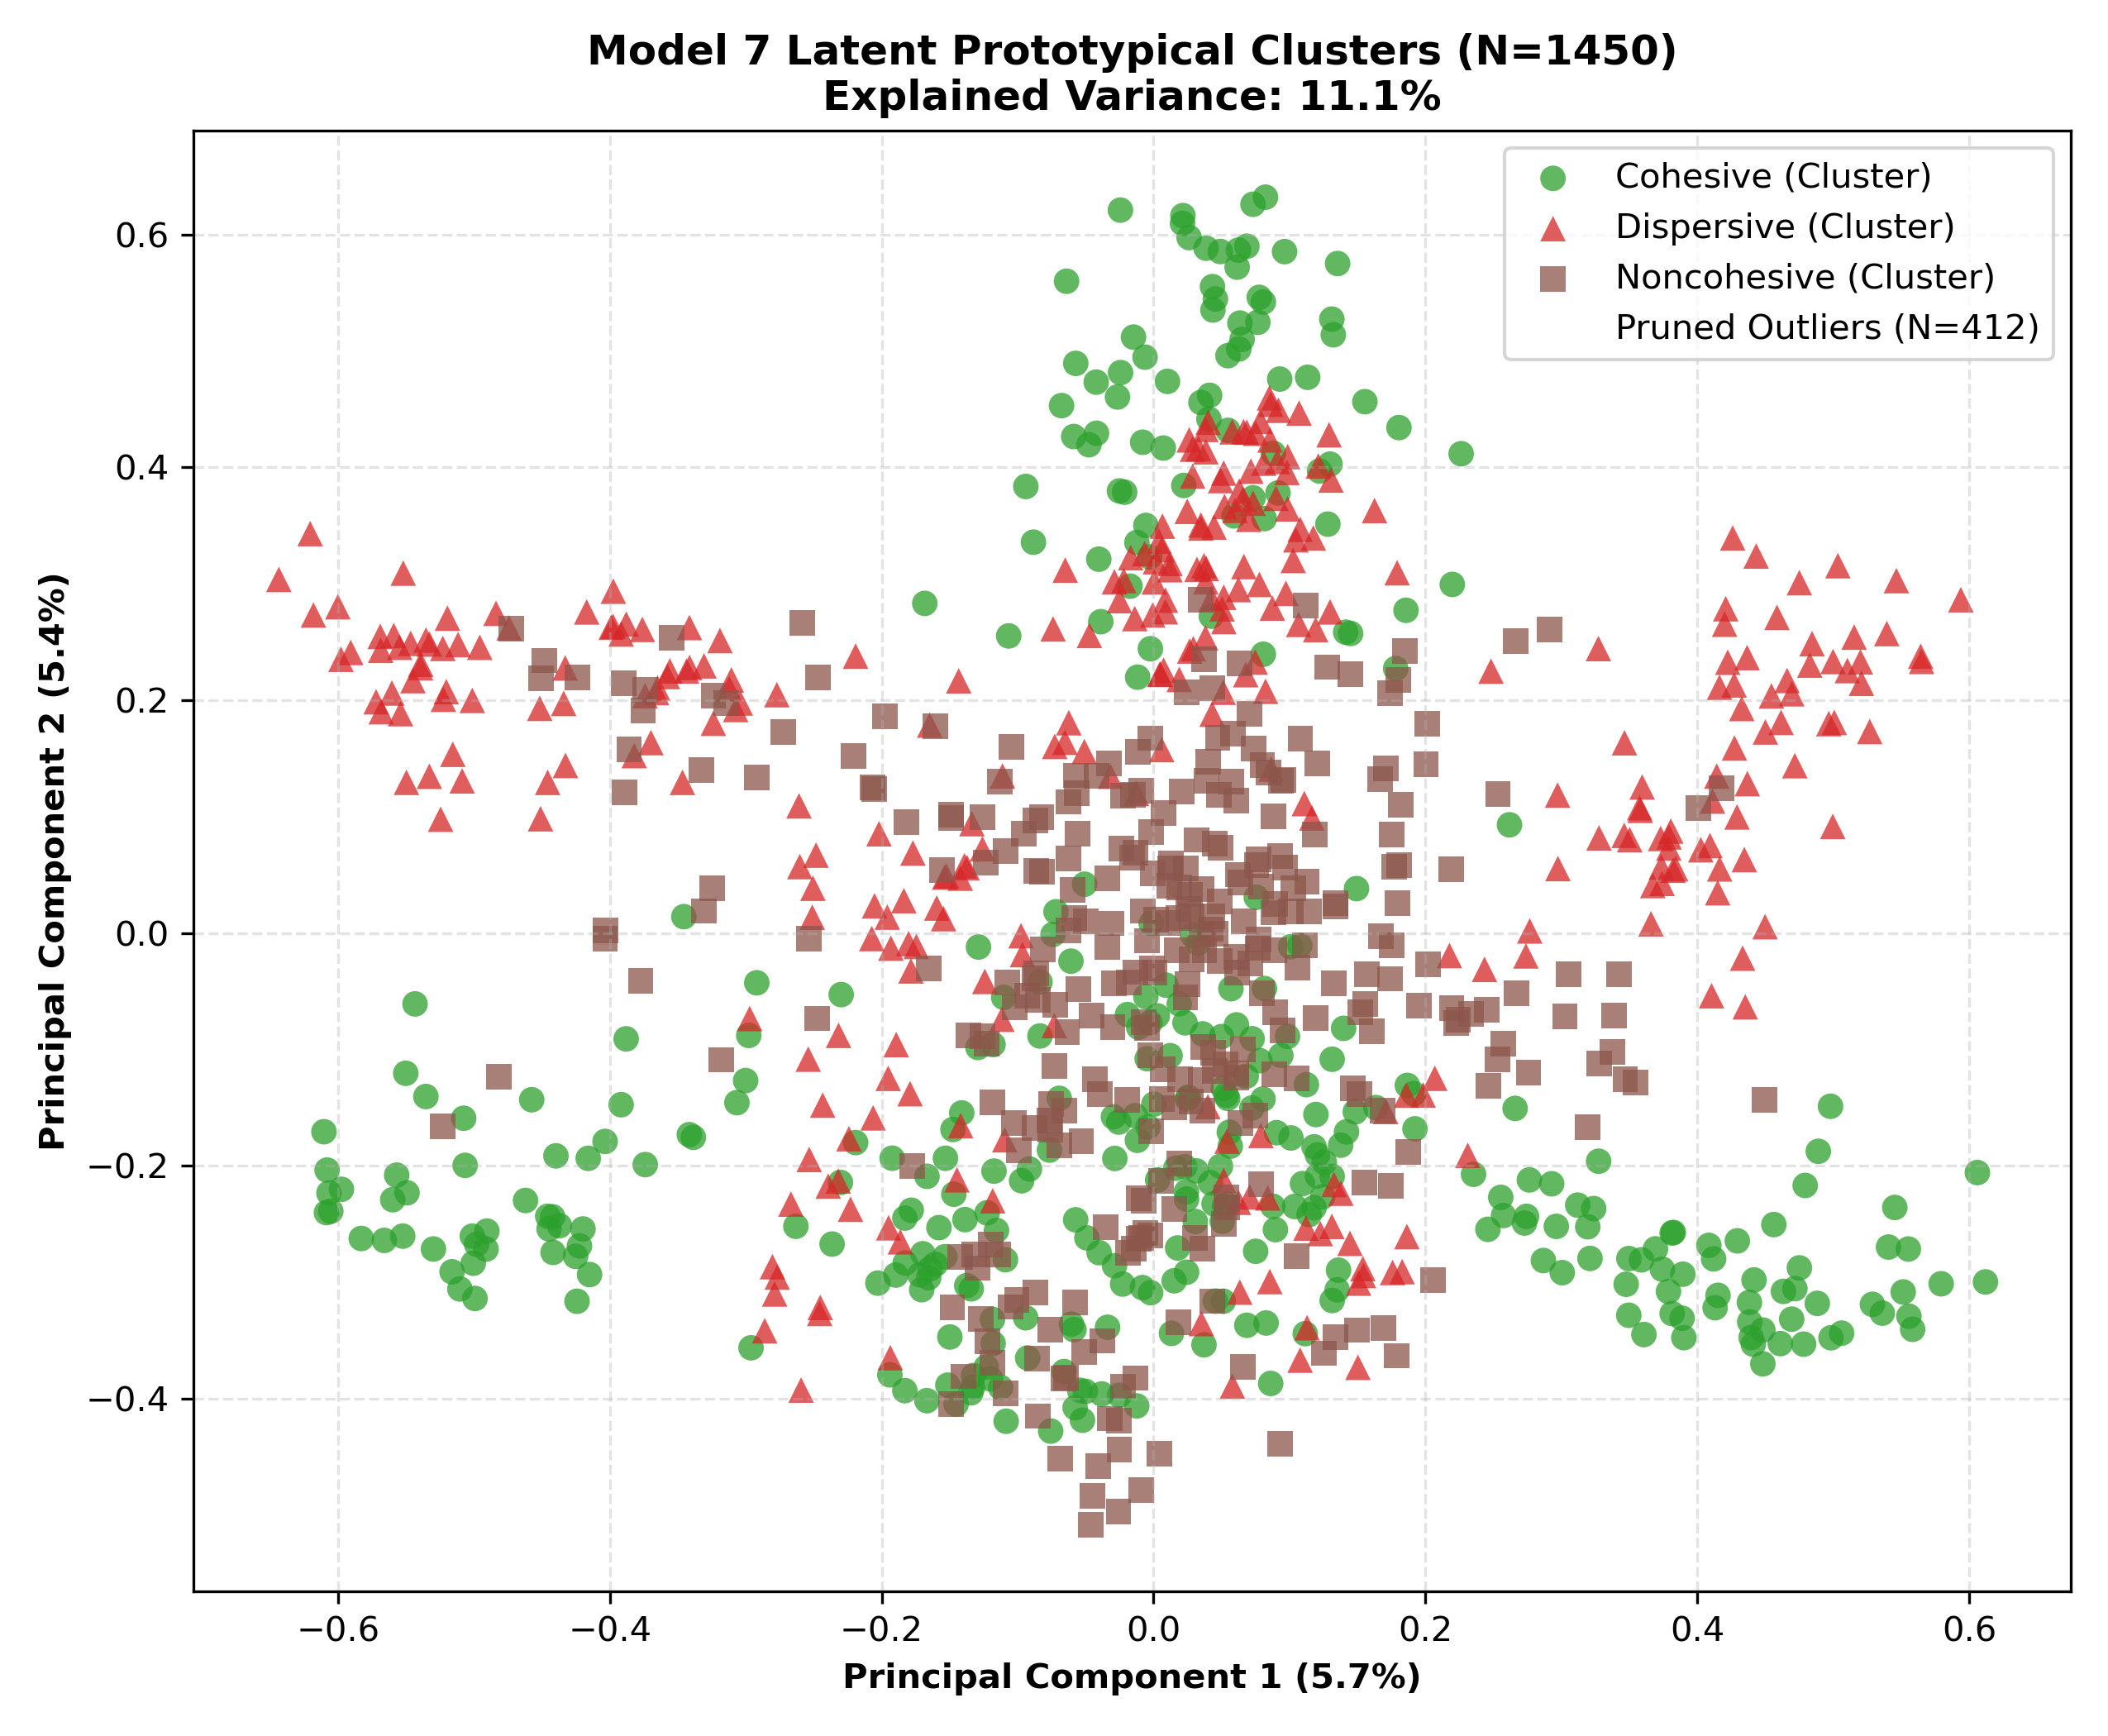 Model 7 Latent Prototypical Clusters (N=1450)
Explained Variance: 11.1%
Cohesive (Cluster)
Dispersive (Cluster)
Noncohesive (Cluster)
Pruned Outliers (N=412)
Principal Component 2 (5.4%)
0.6
0.4
0.2
0.0
−0.2
−0.4
−0.6
−0.4
−0.2
0.0
0.2
0.4
0.6
Principal Component 1 (5.7%)